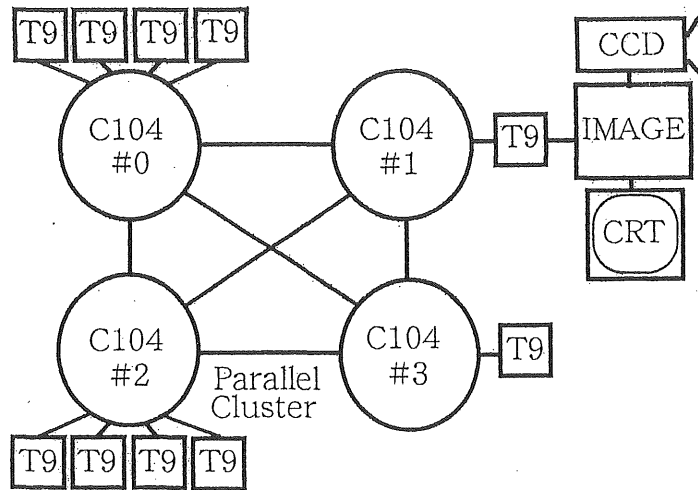 T9 T9 T9 T9
CCD
C104
#0
C104
#1
T9
IMAGE
CRT
C104
#2
C104
#3
T9
Parallel
Cluster
T9 T9 T9 T9